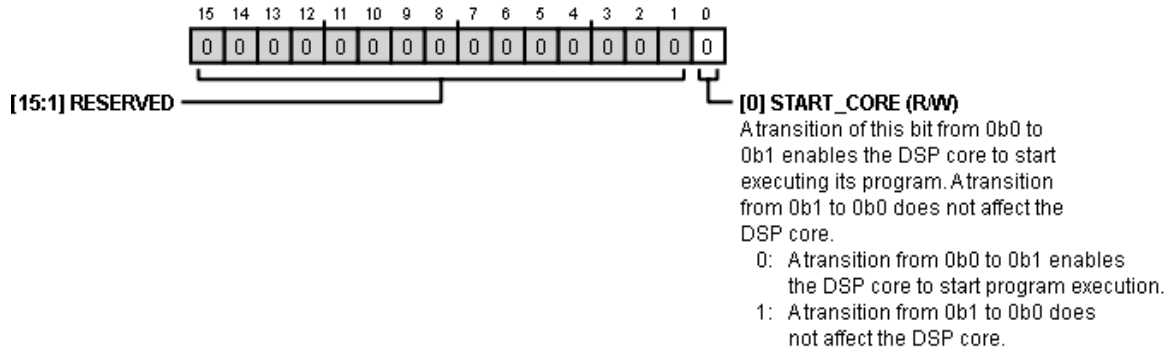 15 14 13 12 11 10 9 8 7 6 5 4 3 2 1 0
0 0 0 0 0 0 0 0 0 0 0 0 0 0 0 0
[15:1] RESERVED
[0] START_CORE (R/W)
A transition of this bit from 0b0 to
0b1 enables the DSP core to start
executing its program. A transition
from 0b1 to 0b0 does not affect the
DSP core.
0: A transition from 0b0 to 0b1 enables
the DSP core to start program execution.
1: A transition from 0b1 to 0b0 does
not affect the DSP core.